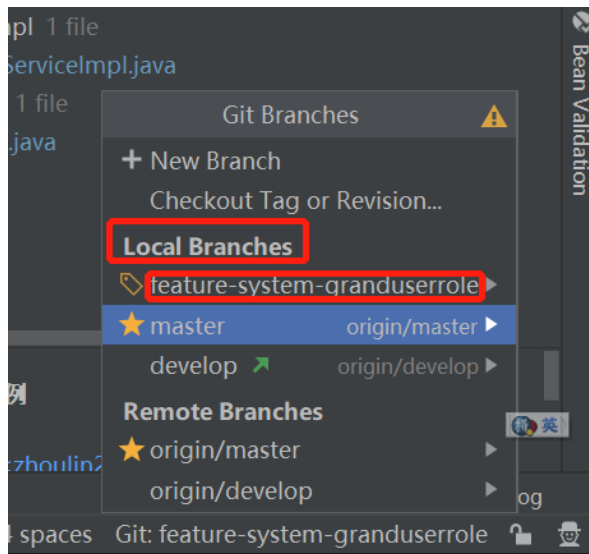 mpl 1 file
ServiceImpl.java
1 file
.java
Bean Validation
Git Branches
+ New Branch
Checkout Tag or Revision...
Local Branches
feature-system-granduserrole
master origin/master
develop origin/develop
Remote Branches
origin/master
origin/develop
例
:zhoulin2
英
og
4 spaces Git: feature-system-granduserrole